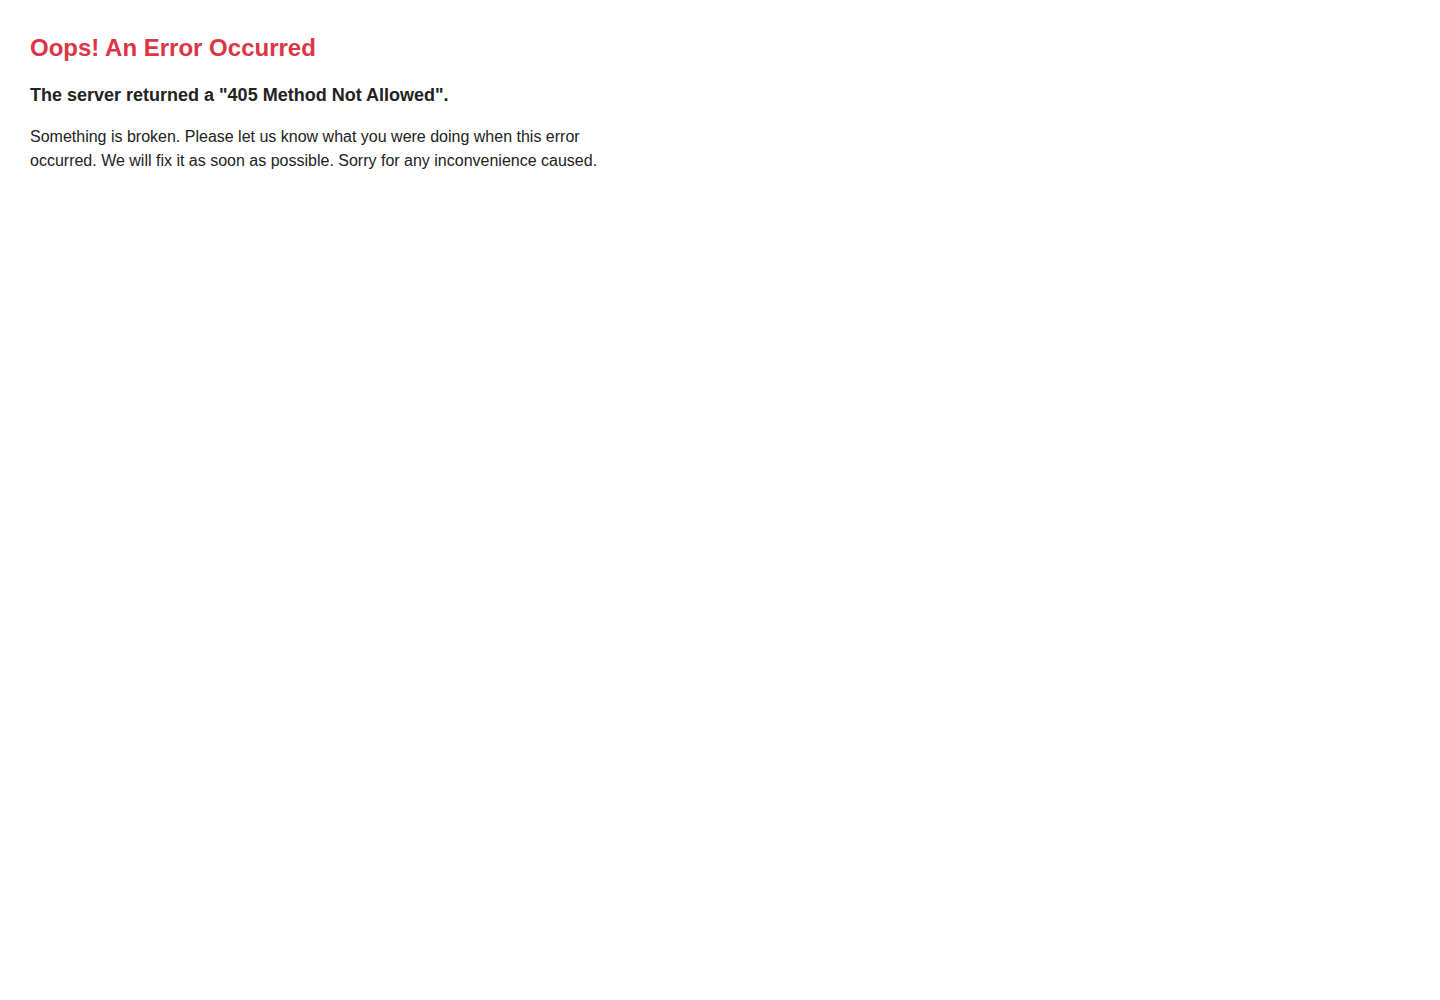 Oops! An Error Occurred
The server returned a "405 Method Not Allowed".
Something is broken. Please let us know what you were doing when this error
occurred. We will fix it as soon as possible. Sorry for any inconvenience caused.